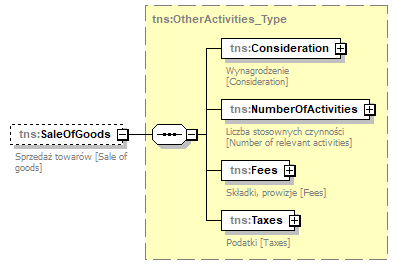 tns:OtherActivities_Type
tns:Consideration
Wynagrodzenie
[Consideration]
tns:NumberOfActivities
Liczba stosownych czynności
[Number of relevant activities]
tns:SaleOfGoods
Sprzedaż towarów [Sale of
goods]
tns:Fees
Składki, prowizje [Fees]
tns:Taxes
Podatki [Taxes]